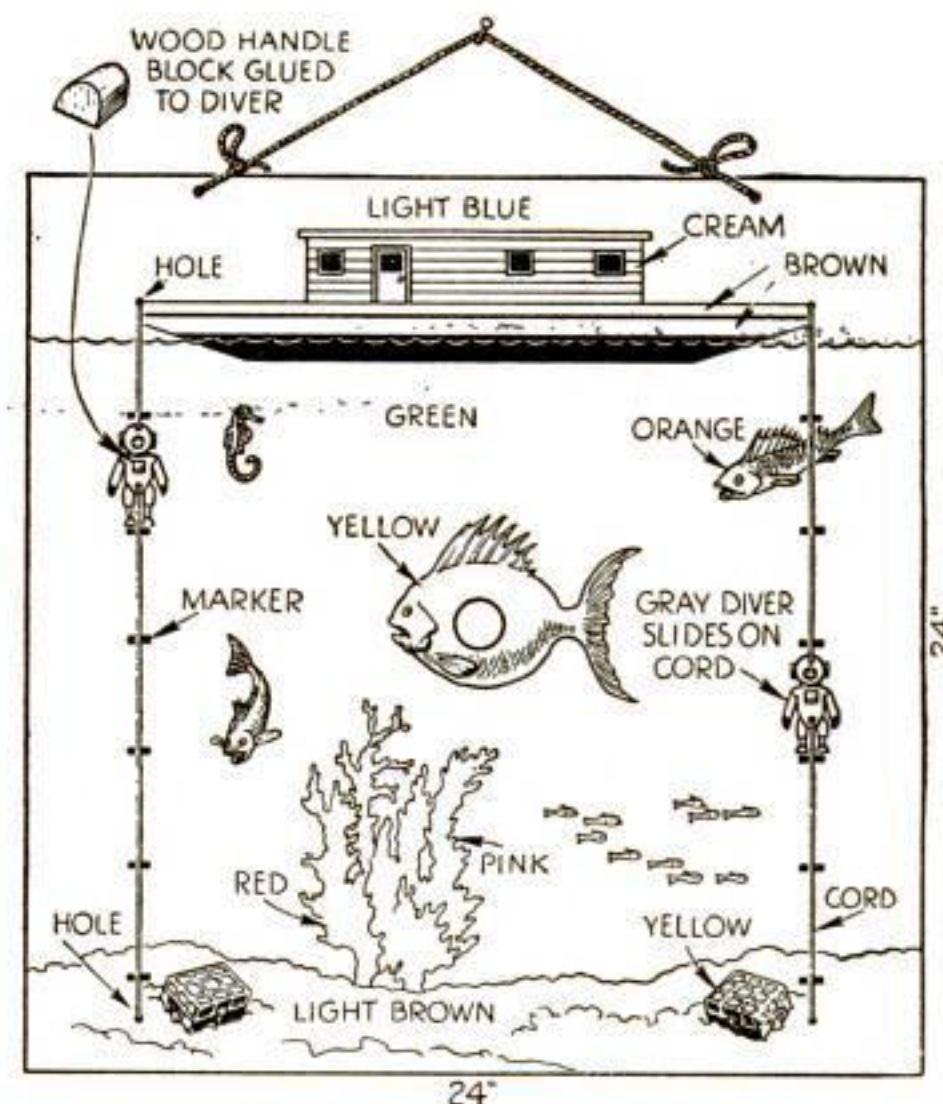 WOOD HANDLE
BLOCK GLUED
TO DIVER
LIGHT BLUE
CREAM
HOLE
BROWN
GREEN
ORANGE
YELLOW
MARKER
GRAY DIVER
SLIDES ON
CORD
24"
PINK
RED
HOLE
YELLOW
CORD
LIGHT BROWN
24"